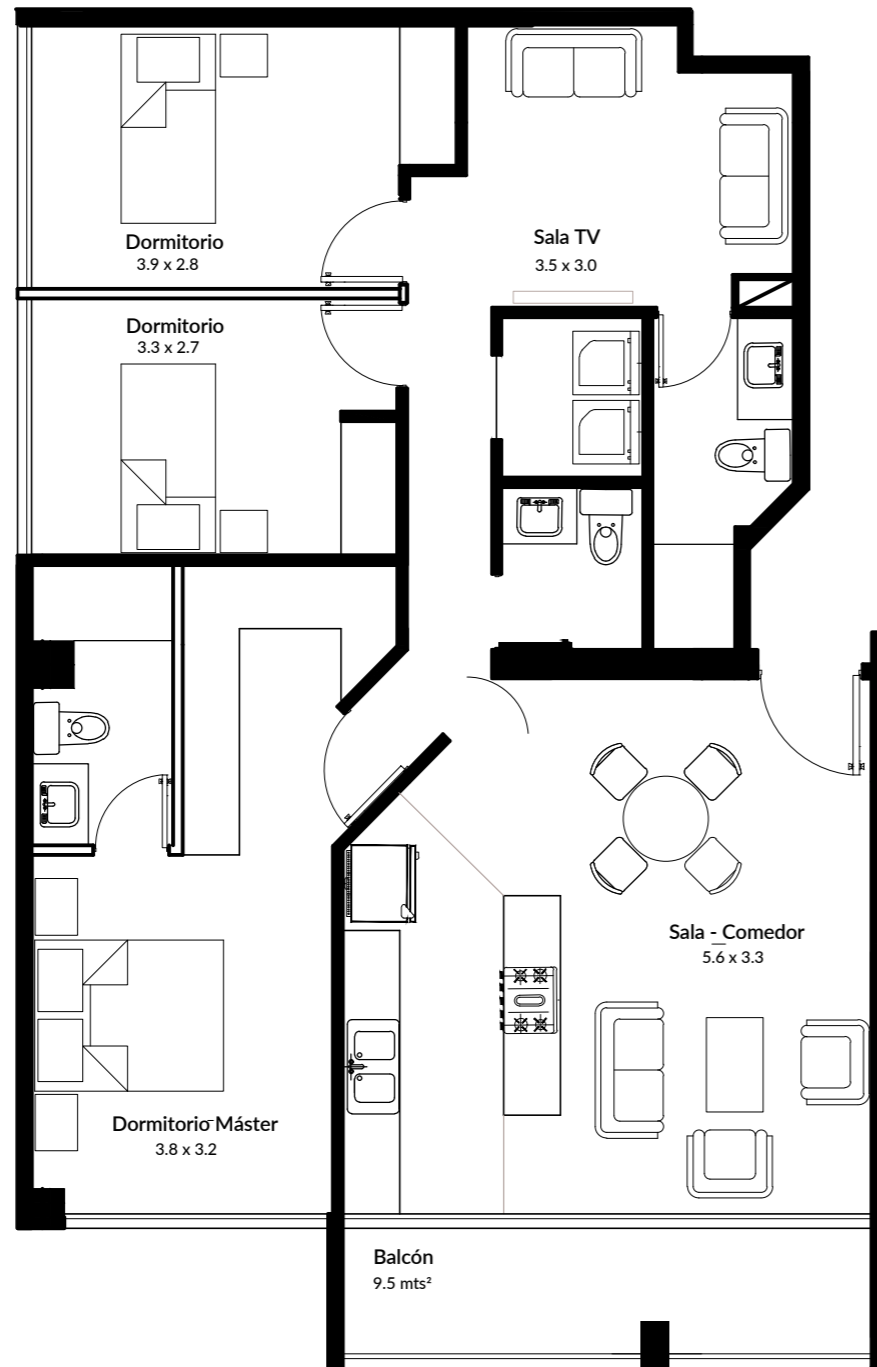 Dormitorio
3.9 x 2.8
Sala TV
3.5 x 3.0
Dormitorio
3.3 x 2.7
Sala - Comedor
5.6 x 3.3
Dormitorio Máster
3.8 x 3.2
Balcón
9.5 mts²